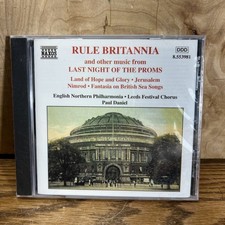 NAXOS
DDD
8.553981
RULE BRITANNIA
and other music from
LAST NIGHT OF THE PROMS
Land of Hope and Glory • Jerusalem
Nimrod • Fantasia on British Sea Songs
English Northern Philharmonia • Leeds Festival Chorus
Paul Daniel